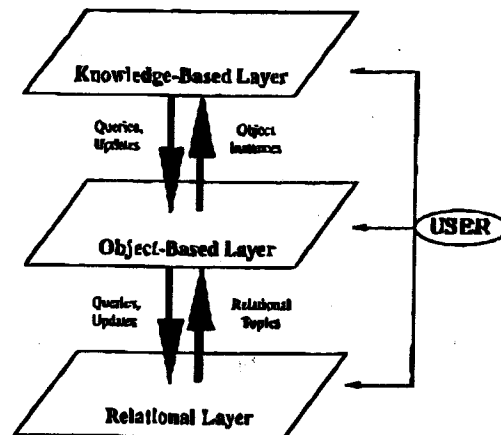 Knowledge-Based Layer
Queries,
Updates
Object
Instances
Object-Based Layer
USER
Queries,
Updates
Relational
Tuples
Relational Layer